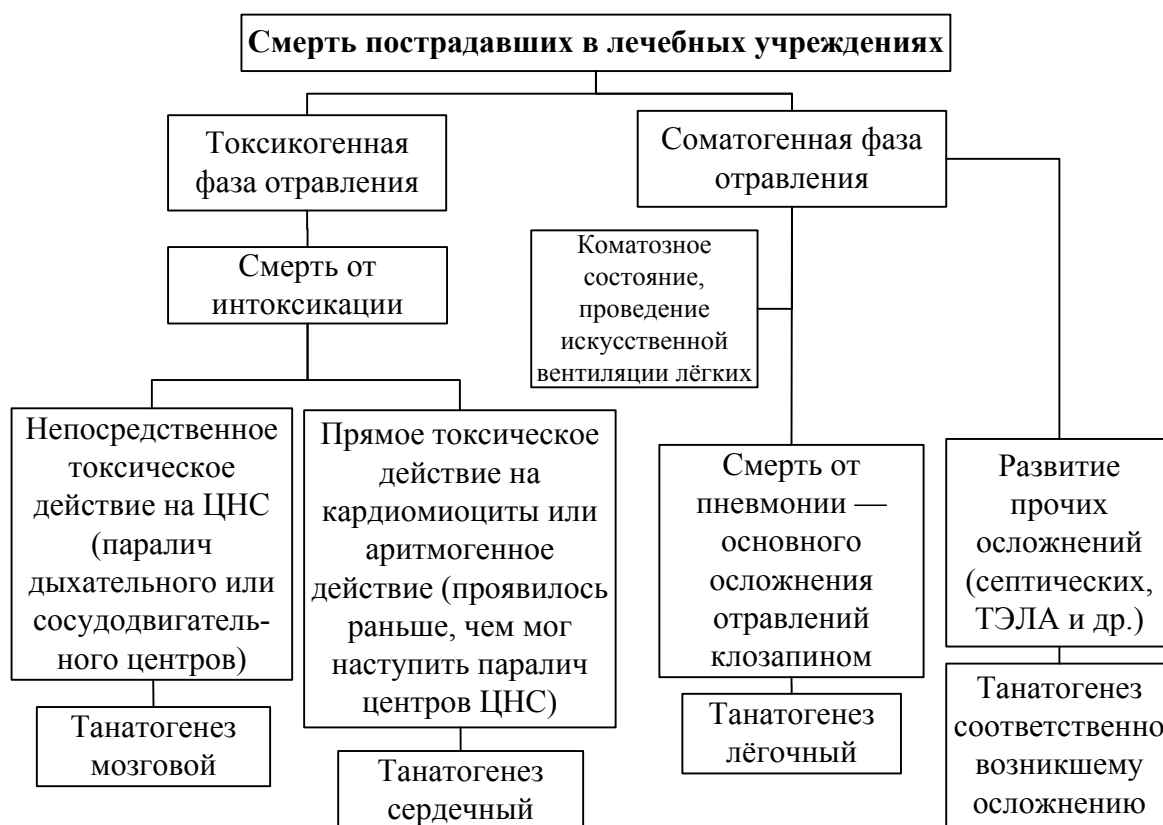 Смерть пострадавших в лечебных учреждениях
Токсикогенная
фаза отравления
Соматогенная фаза
отравления
Смерть от
интоксикации
Коматозное
состояние,
проведение
искусственной
вентиляции лёгких
Непосредственное
токсическое
действие на ЦНС
(паралич
дыхательного или
сосудодвигатель-
ного центров)
Прямое токсическое
действие на
кардиомиоциты или
аритмогенное
действие (проявилось
раньше, чем мог
наступить паралич
центров ЦНС)
Смерть от
пневмонии —
основного
осложнения
отравлений
клозапином
Развитие
прочих
осложнений
(септических,
ТЭЛА и др.)
Танатогенез
мозговой
Танатогенез
сердечный
Танатогенез
лёгочный
Танатогенез
соответственно
возникшему
осложнению